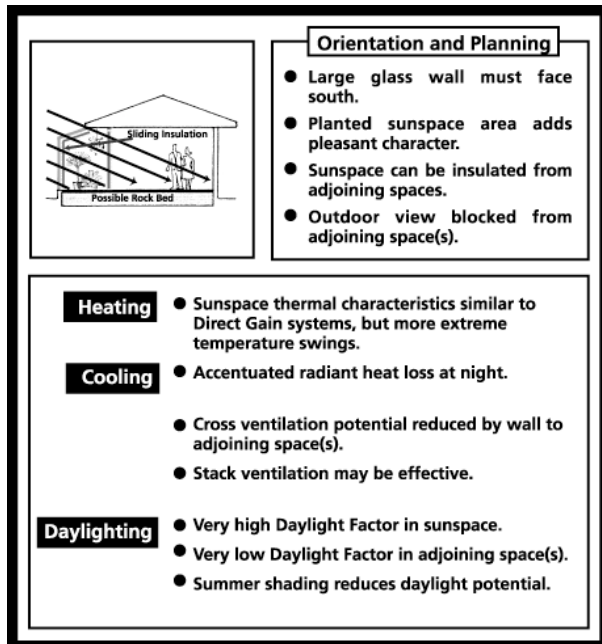 Sliding Insulation
Possible Rock Bed
Orientation and Planning
● Large glass wall must face
south.
● Planted sunspace area adds
pleasant character.
● Sunspace can be insulated from
adjoining spaces.
● Outdoor view blocked from
adjoining space(s).
Heating
● Sunspace thermal characteristics similar to
Direct Gain systems, but more extreme
temperature swings.
Cooling
● Accentuated radiant heat loss at night.
● Cross ventilation potential reduced by wall to
adjoining space(s).
● Stack ventilation may be effective.
Daylighting
● Very high Daylight Factor in sunspace.
● Very low Daylight Factor in adjoining space(s).
● Summer shading reduces daylight potential.